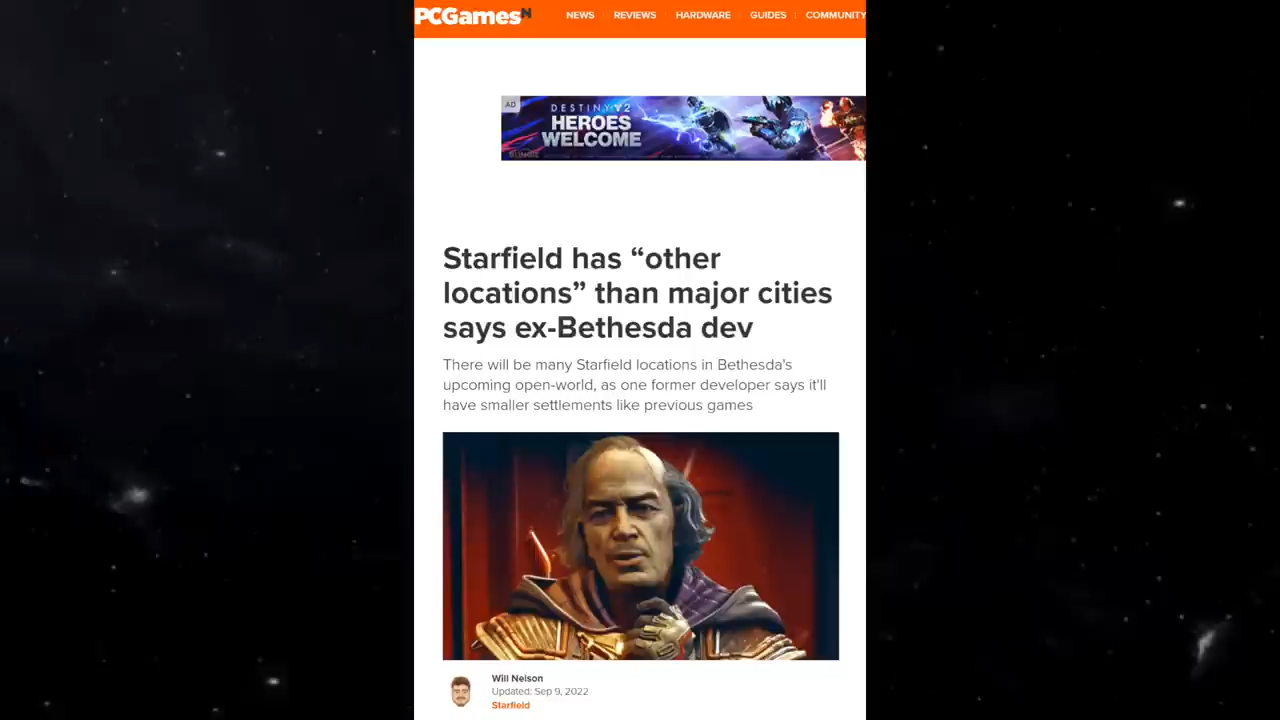 PCGamesN
NEWS REVIEWS HARDWARE GUIDES COMMUNITY
AD
DESTINY 2
HEROES
WELCOME
BUNGIE
Starfield has “other
locations” than major cities
says ex-Bethesda dev
There will be many Starfield locations in Bethesda's
upcoming open-world, as one former developer says it'll
have smaller settlements like previous games
Will Nelson
Updated: Sep 9, 2022
Starfield